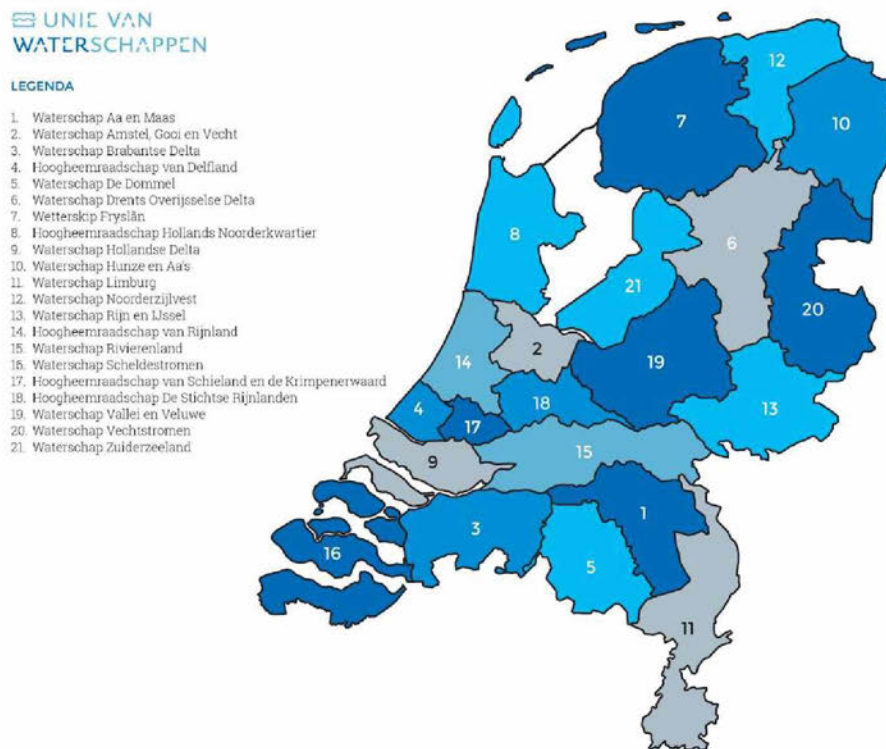 UNIE VAN
WATERSCHAPPEN
LEGENDA
1. Waterschap Aa en Maas
2. Waterschap Amstel, Gooi en Vecht
3. Waterschap Brabantse Delta
4. Hoogheemraadschap van Delfland
5. Waterschap De Dommel
6. Waterschap Drents Overijsselse Delta
7. Wetterskip Fryslân
8. Hoogheemraadschap Hollands Noorderkwartier
9. Waterschap Hollandse Delta
10. Waterschap Hunze en Aa's
11. Waterschap Limburg
12. Waterschap Noorderzijlvest
13. Waterschap Rijn en IJssel
14. Hoogheemraadschap van Rijnland
15. Waterschap Rivierenland
16. Waterschap Scheldestromen
17. Hoogheemraadschap van Schieland en de Krimpenerwaard
18. Hoogheemraadschap De Stichtse Rijnlanden
19. Waterschap Vallei en Veluwe
20. Waterschap Vechtstromen
21. Waterschap Zuiderzeeland
12
7
10
8
6
21
20
2
14
19
4
18
13
17
15
9
1
3
16
5
11